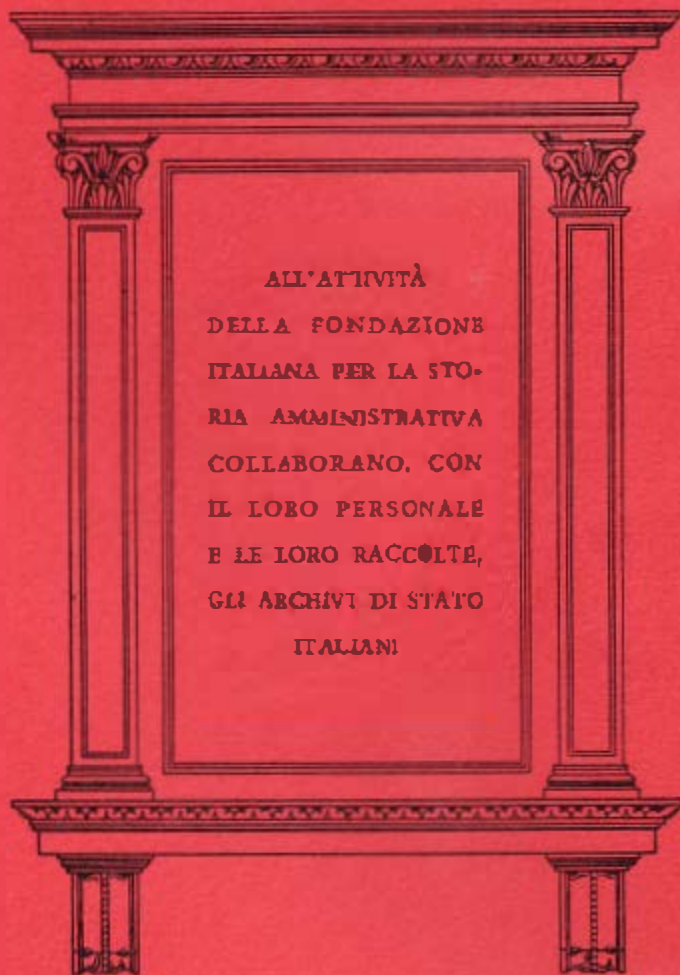 ALL'ATTIVITÀ
DELLA FONDAZIONE
ITALIANA PER LA STO-
RIA AMMINISTRATIVA
COLLABORANO, CON
IL LORO PERSONALE
E LE LORO RACCOLTE,
GLI ARCHIVI DI STATO
ITALIANI